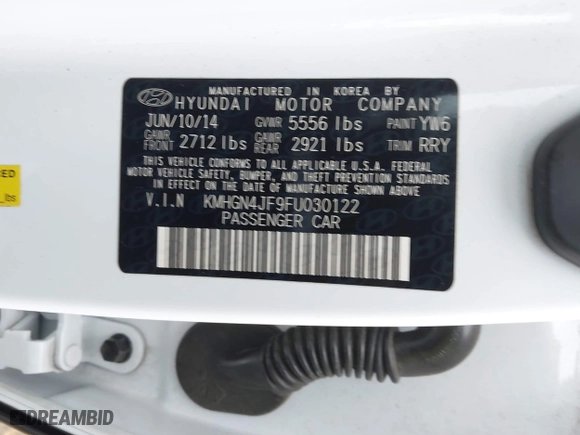 MANUFACTURED IN KOREA BY
HYUNDAI MOTOR COMPANY
JUN/10/14 GVWR 5556 lbs PAINT YW6
GAWR FRONT 2712 lbs GAWR REAR 2921 lbs TRIM RRY
THIS VEHICLE CONFORMS TO ALL APPLICABLE U.S.A. FEDERAL
MOTOR VEHICLE SAFETY, BUMPER, AND THEFT PREVENTION STANDARDS
IN EFFECT ON THE DATE OF MANUFACTURE SHOWN ABOVE.
V.I.N KMHGN4JF9FU030122
PASSENGER CAR
lbs
DREAMBID